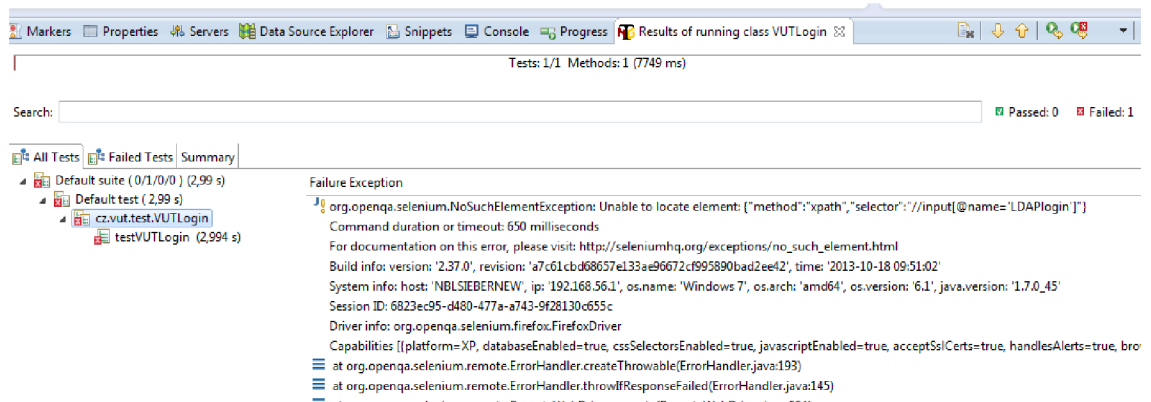 Markers Properties Servers Data Source Explorer Snippets Console Progress Results of running class VUTLogin
Tests: 1/1 Methods: 1 (7749 ms)
Search: Passed: 0 Failed: 1
All Tests Failed Tests Summary
Default suite ( 0/1/0/0 ) (2,99 s)
Default test ( 2,99 s)
cz.vut.test.VUTLogin
testVUTLogin (2,994 s)
Failure Exception
org.openqa.selenium.NoSuchElementException: Unable to locate element: {"method":"xpath","selector":"//input[@name='LDAPlogin']"}
Command duration or timeout: 650 milliseconds
For documentation on this error, please visit: http://seleniumhq.org/exceptions/no_such_element.html
Build info: version: '2.37.0', revision: 'a7c61cbd68657e133ae96672cf995890bad2ee42', time: '2013-10-18 09:51:02'
System info: host: 'NBLSIEBERNEW', ip: '192.168.56.1', os.name: 'Windows 7', os.arch: 'amd64', os.version: '6.1', java.version: '1.7.0_45'
Session ID: 6823ec95-d480-477a-a743-9f28130c655c
Driver info: org.openqa.selenium.firefox.FirefoxDriver
Capabilities [{platform=XP, databaseEnabled=true, cssSelectorsEnabled=true, javascriptEnabled=true, acceptSslCerts=true, handlesAlerts=true, bro
at org.openqa.selenium.remote.ErrorHandler.createThrowable(ErrorHandler.java:193)
at org.openqa.selenium.remote.ErrorHandler.throwIfResponseFailed(ErrorHandler.java:145)